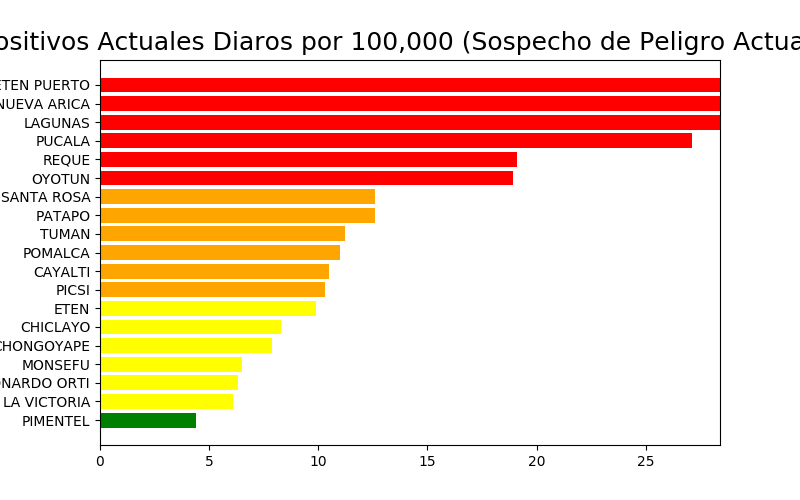 ositivos Actuales Diaros por 100,000 (Sospecho de Peligro Actua
ETEN PUERTO
NUEVA ARICA
LAGUNAS
PUCALA
REQUE
OYOTUN
SANTA ROSA
PATAPO
TUMAN
POMALCA
CAYALTI
PICSI
ETEN
CHICLAYO
CHONGOYAPE
MONSEFU
ONARDO ORTI
LA VICTORIA
PIMENTEL
0 5 10 15 20 25